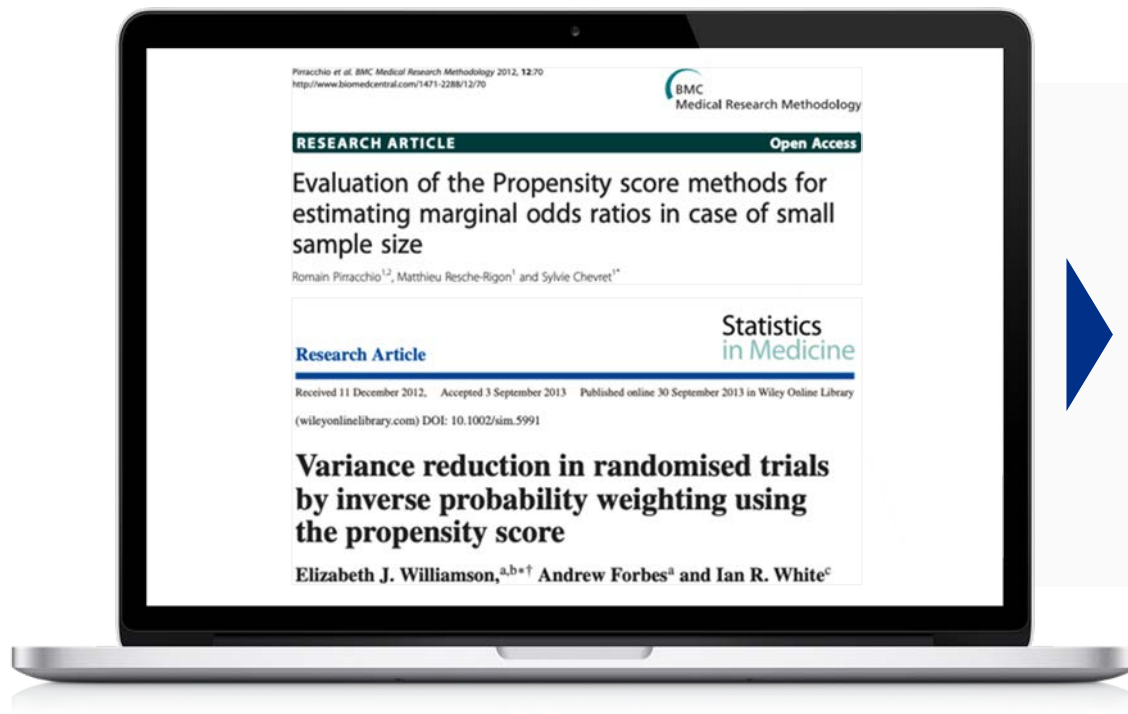 Pirracchio et al. BMC Medical Research Methodology 2012, 12:70
http://www.biomedcentral.com/1471-2288/12/70
BMC
Medical Research Methodology
RESEARCH ARTICLE Open Access
Evaluation of the Propensity score methods for
estimating marginal odds ratios in case of small
sample size
Romain Pirracchio1,2, Matthieu Resche-Rigon1 and Sylvie Chevret1*
Statistics
in Medicine
Research Article
Received 11 December 2012, Accepted 3 September 2013 Published online 30 September 2013 in Wiley Online Library
(wileyonlinelibrary.com) DOI: 10.1002/sim.5991
Variance reduction in randomised trials
by inverse probability weighting using
the propensity score
Elizabeth J. Williamson,a,b*† Andrew Forbesa and Ian R. Whitec